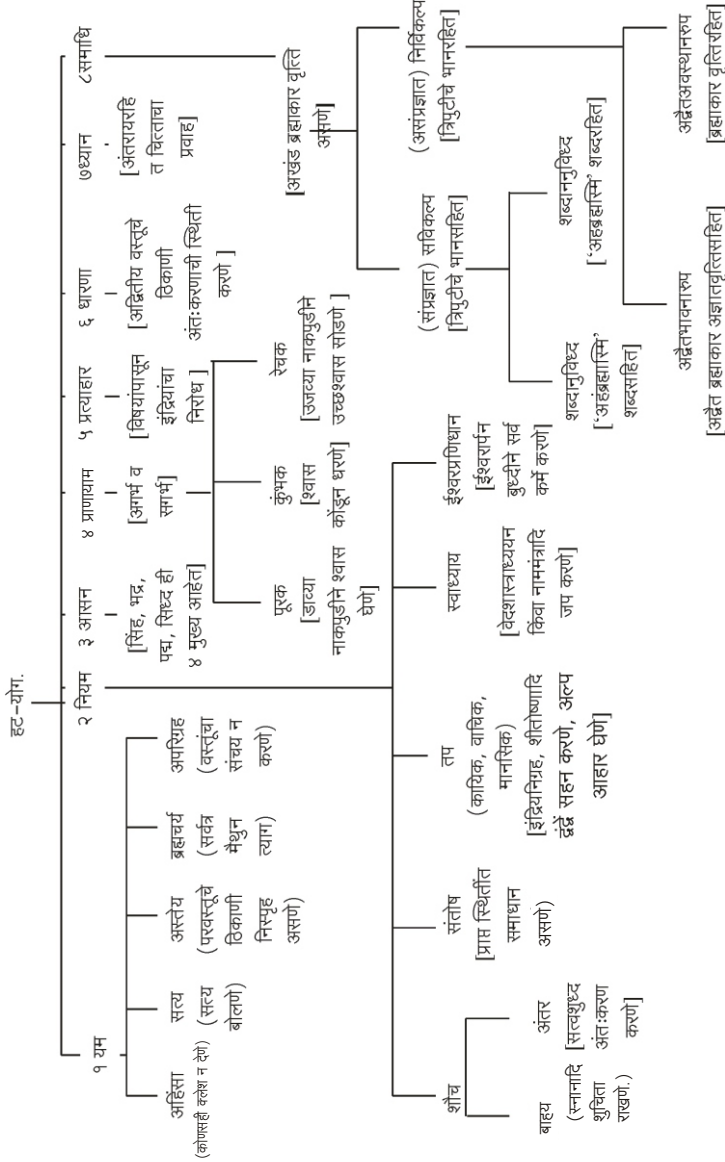 हट-योग.
१ यम
२ नियम
३ आसन
[सिंह, भद्र,
पद्म, सिध्द ही
४ मुख्य आहेत]
४ प्राणायाम
[अगर्भ व
सगर्भ]
५ प्रत्याहार
[विषयांपासून
इंद्रियांचा
निरोध ]
६ धारणा
[अद्वितीय वस्तूचे
ठिकाणी
अंतःकरणाची स्थिती
करणे ]
७ध्यान
[अंतरायरहि
त चित्ताचा
प्रवाह]
८समाधि
[अखंड ब्रह्माकार वृत्ति
असणे]
अहिंसा
(कोणासही क्लेश न देणे)
सत्य
(सत्य
बोलणे)
अस्तेय
(परवस्तूचे
ठिकाणी
निस्पृह
असणे)
ब्रह्मचर्य
(सर्वत्र
मैथुन
त्याग)
अपरिग्रह
(वस्तूंचा
संचय न
करणे)
पूरक
[डाव्या
नाकपुडीने श्वास
घेणे]
कुंभक
[श्वास
कोंडून धरणे]
रेचक
[उजव्या नाकपुडीने
उच्छश्वास सोडणे ]
(संप्रज्ञात) सविकल्प
[त्रिपुटीचे भानसहित]
(असंप्रज्ञात) निर्विकल्प
[त्रिपुटीचे भानरहित]
शौच
संतोष
[प्राप्त स्थितीत
समाधान
असणे)
तप
(कायिक, वाचिक,
मानसिक)
[इंद्रियनिग्रह, शीतोष्णादि
द्वंद्वे सहन करणे, अल्प
आहार घेणे]
स्वाध्याय
[वेदशास्त्राध्ययन
किंवा नाममंत्रादि
जप करणे]
ईश्वरप्रणिधान
[ईश्वरार्पन
बुध्दीने सर्व
कर्मे करणे]
शब्दानुविध्द
['अहंब्रह्मास्मि'
शब्दसहित]
शब्दाननुविध्द
['अहंब्रह्मास्मि' शब्दरहित]
बाहय
(स्नानादि
शुचिता
राखणे.)
अंतर
[सत्वशुध्द
अंतःकरण
करणे]
अद्वैतभावनारुप
[अद्वैत ब्रह्माकार अज्ञातवृत्तिसहित]
अद्वैतअवस्थानरुप
[ब्रह्माकार वृत्तिरहित]